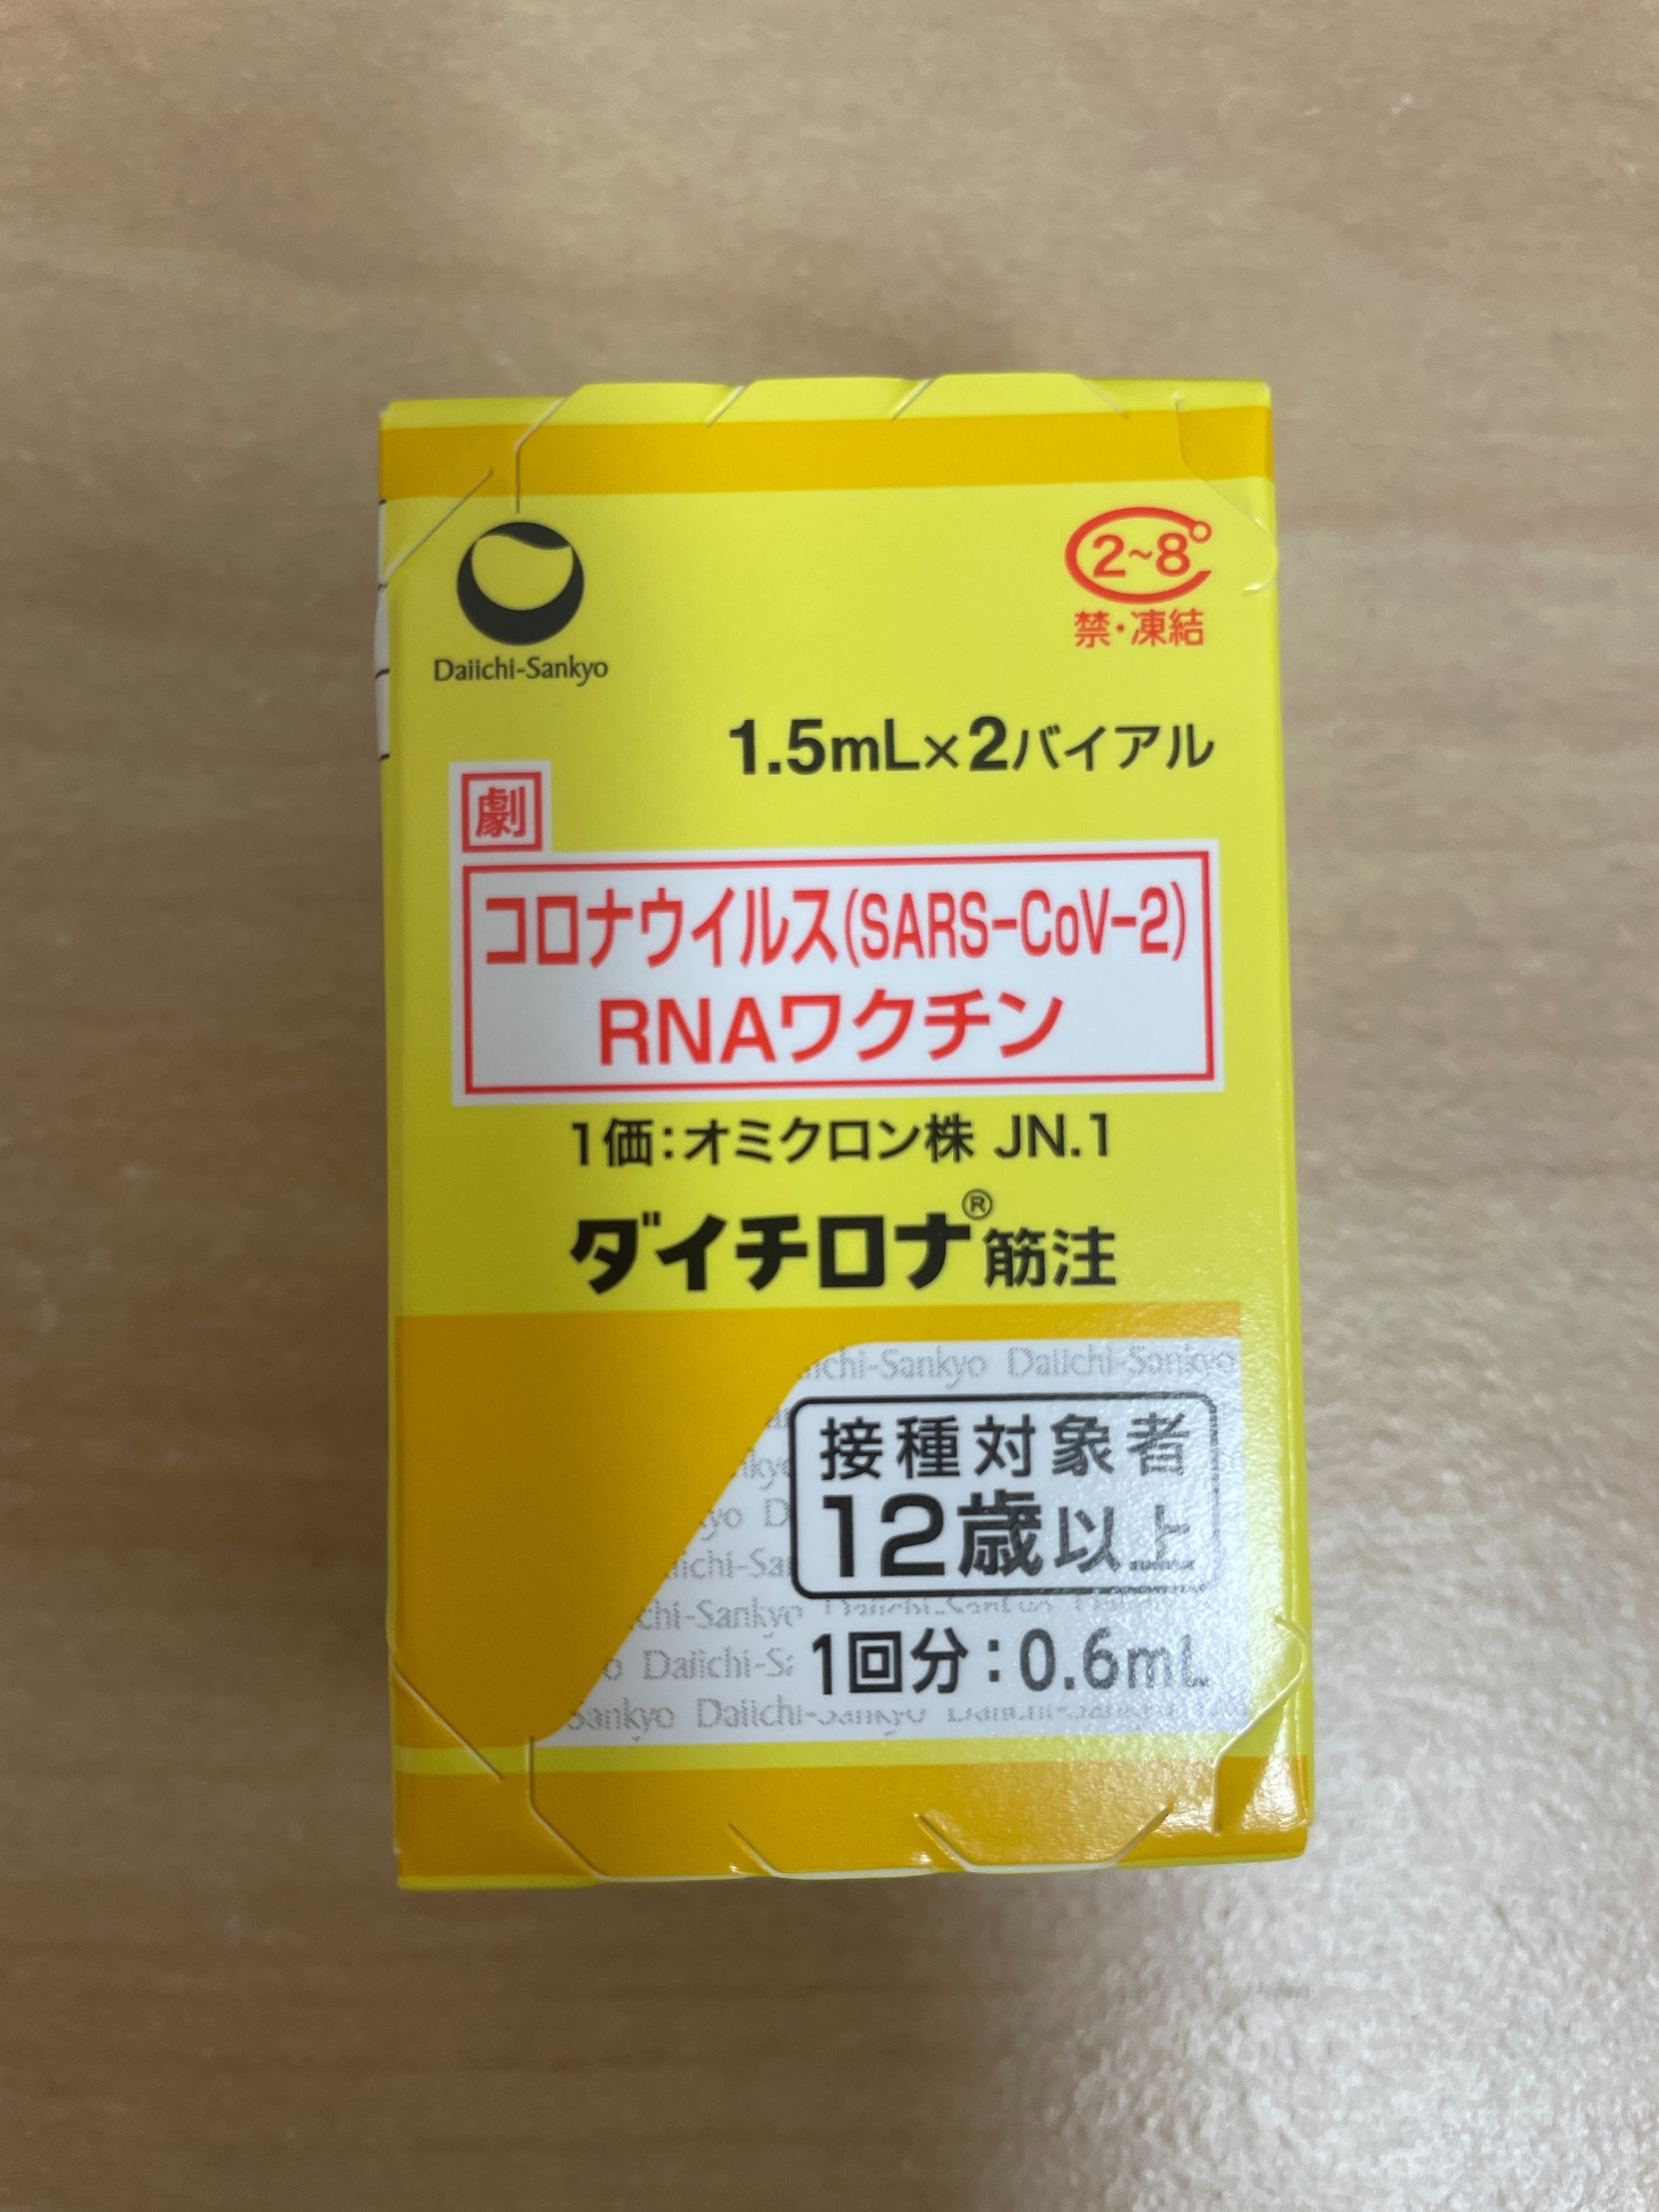 Daiichi-Sankyo
2~8°
禁・凍結
1.5mL×2バイアル
劇
コロナウイルス(SARS-CoV-2)
RNAワクチン
1価：オミクロン株 JN.1
ダイチロナ®筋注
接種対象者
12歳以上
1回分：0.6mL